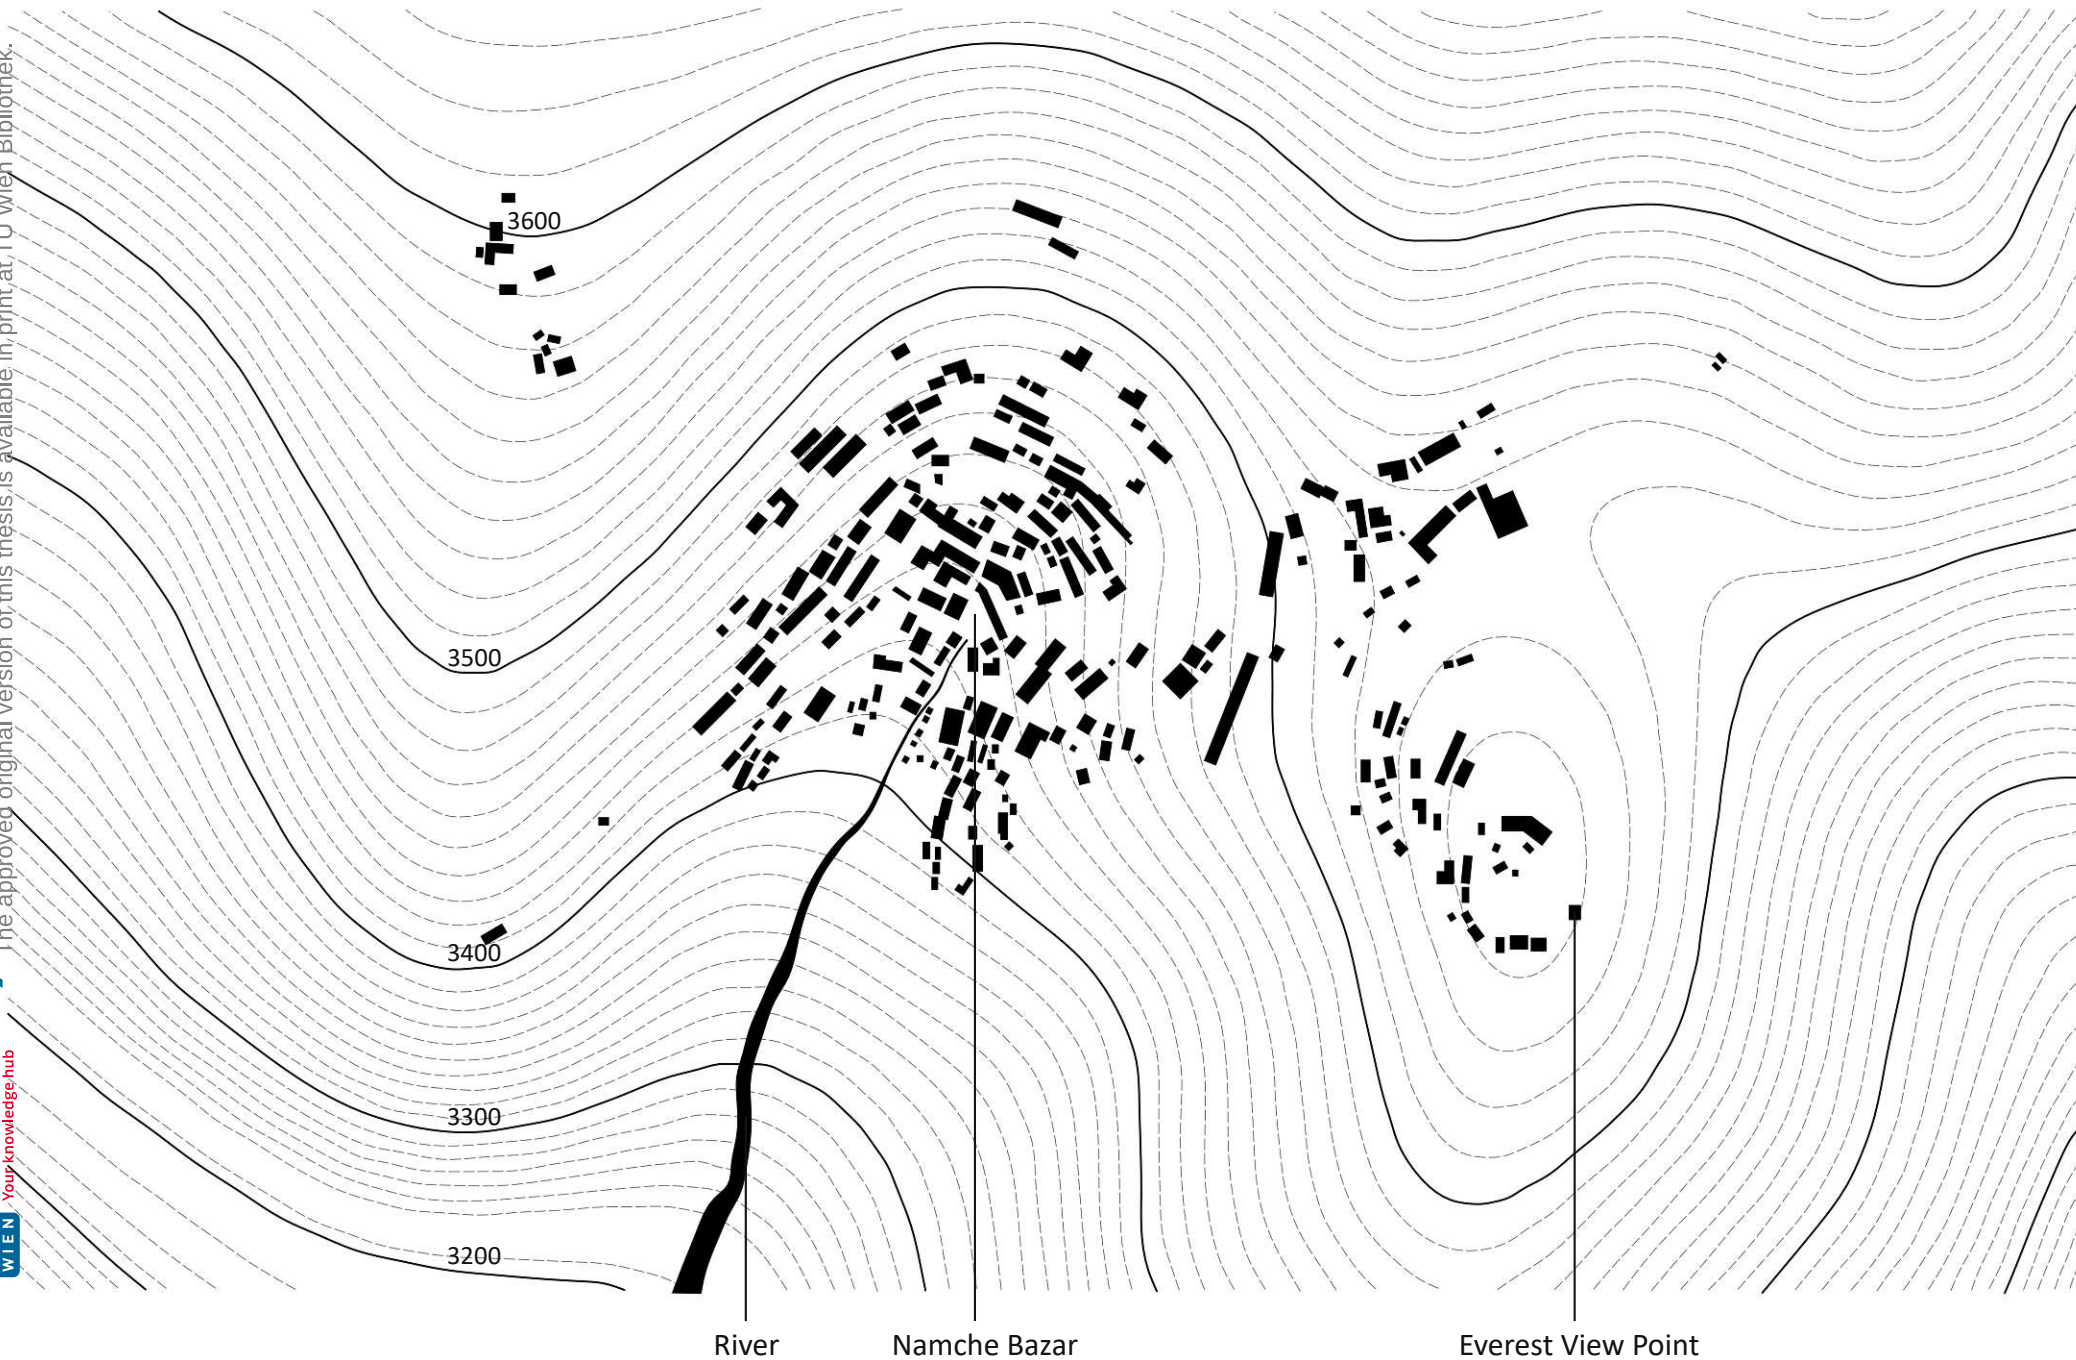 The approved original version of this thesis is available in print at TU Wien Bibliothek.
Your knowledge hub
WIEN
3600
3500
3400
3300
3200
River
Namche Bazar
Everest View Point